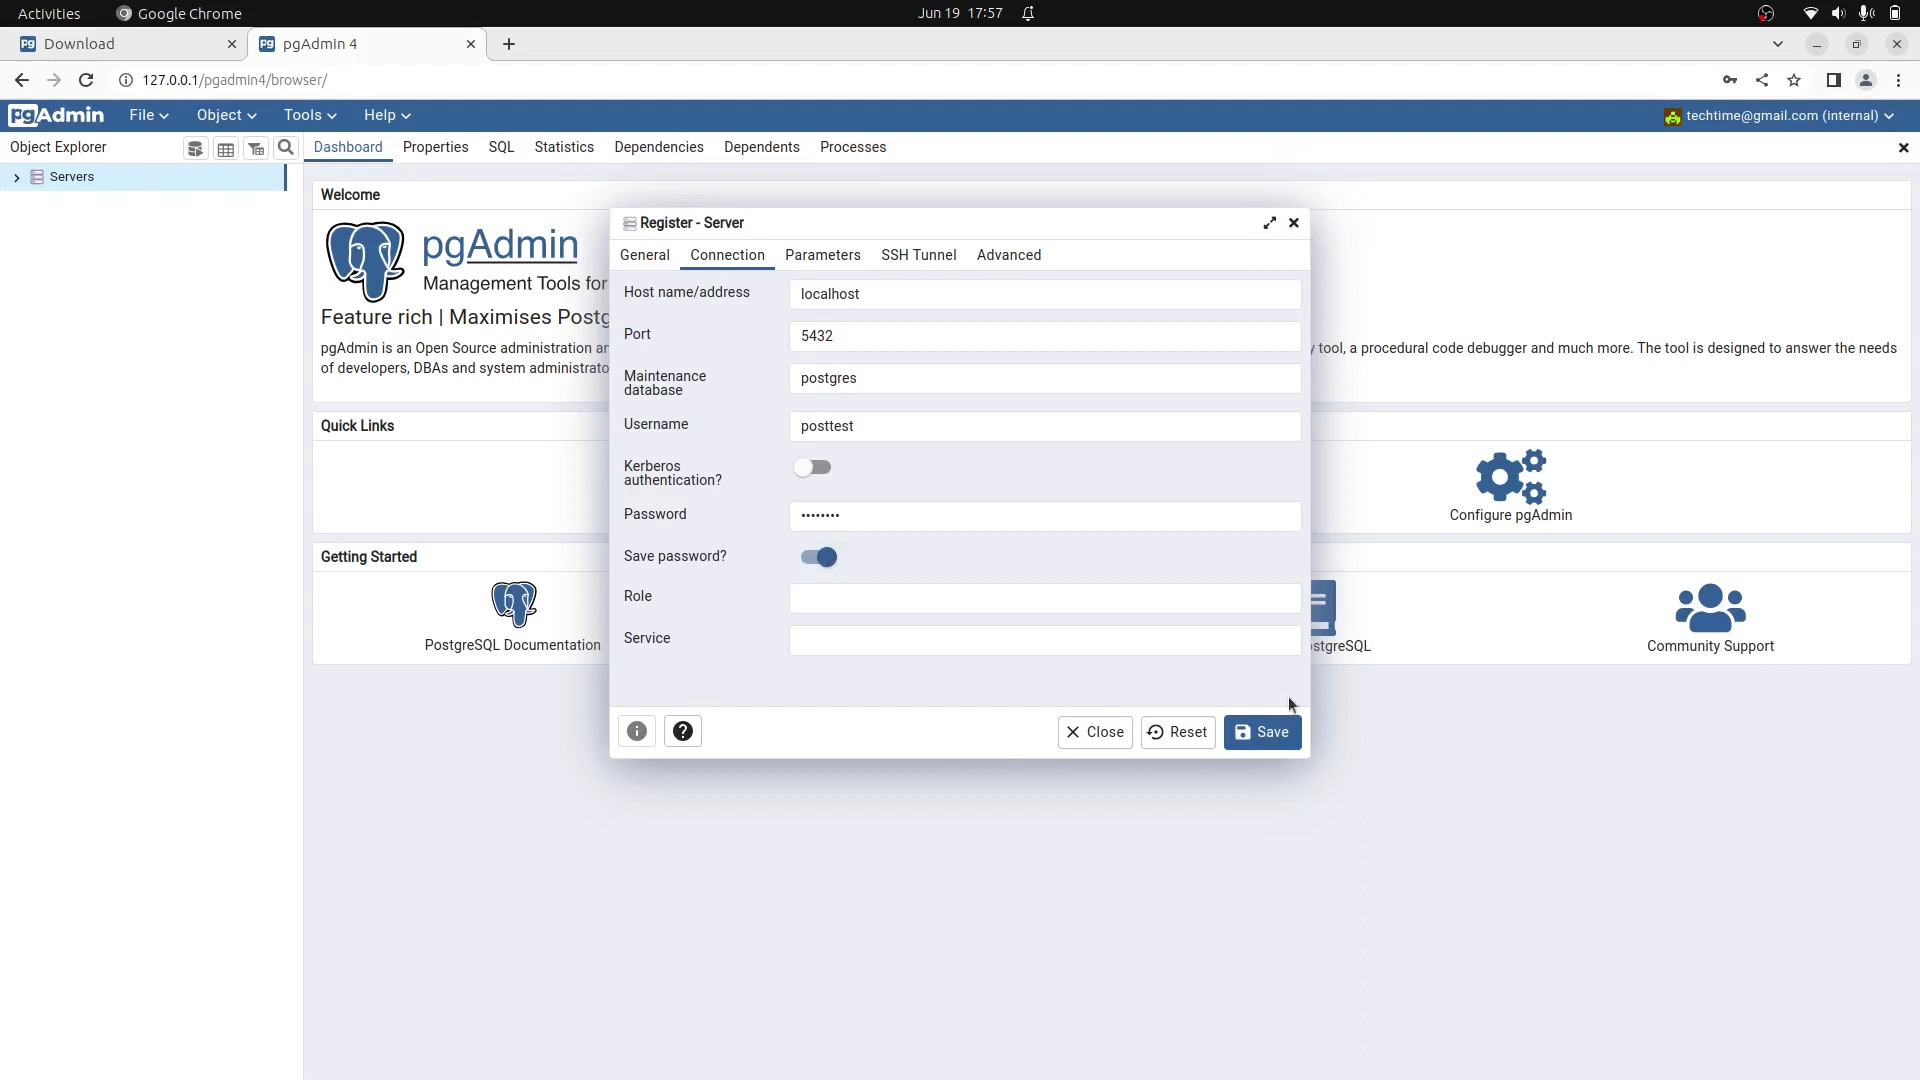 Activities Google Chrome Jun 19 17:57
Download pgAdmin 4
127.0.0.1/pgadmin4/browser/
pgAdmin File Object Tools Help techtime@gmail.com (internal)
Object Explorer Dashboard Properties SQL Statistics Dependencies Dependents Processes
Servers
Welcome
pgAdmin
Management Tools for
Feature rich | Maximises Postg
pgAdmin is an Open Source administration
of developers, DBAs and system administrato
tool, a procedural code debugger and much more. The tool is designed to answer the needs
Quick Links
Configure pgAdmin
Getting Started
PostgreSQL Documentation
ostgreSQL
Community Support
Register - Server
General Connection Parameters SSH Tunnel Advanced
Host name/address localhost
Port 5432
Maintenance
database
postgres
Username posttest
Kerberos
authentication?
Password ••••••••
Save password?
Role
Service
Close Reset Save